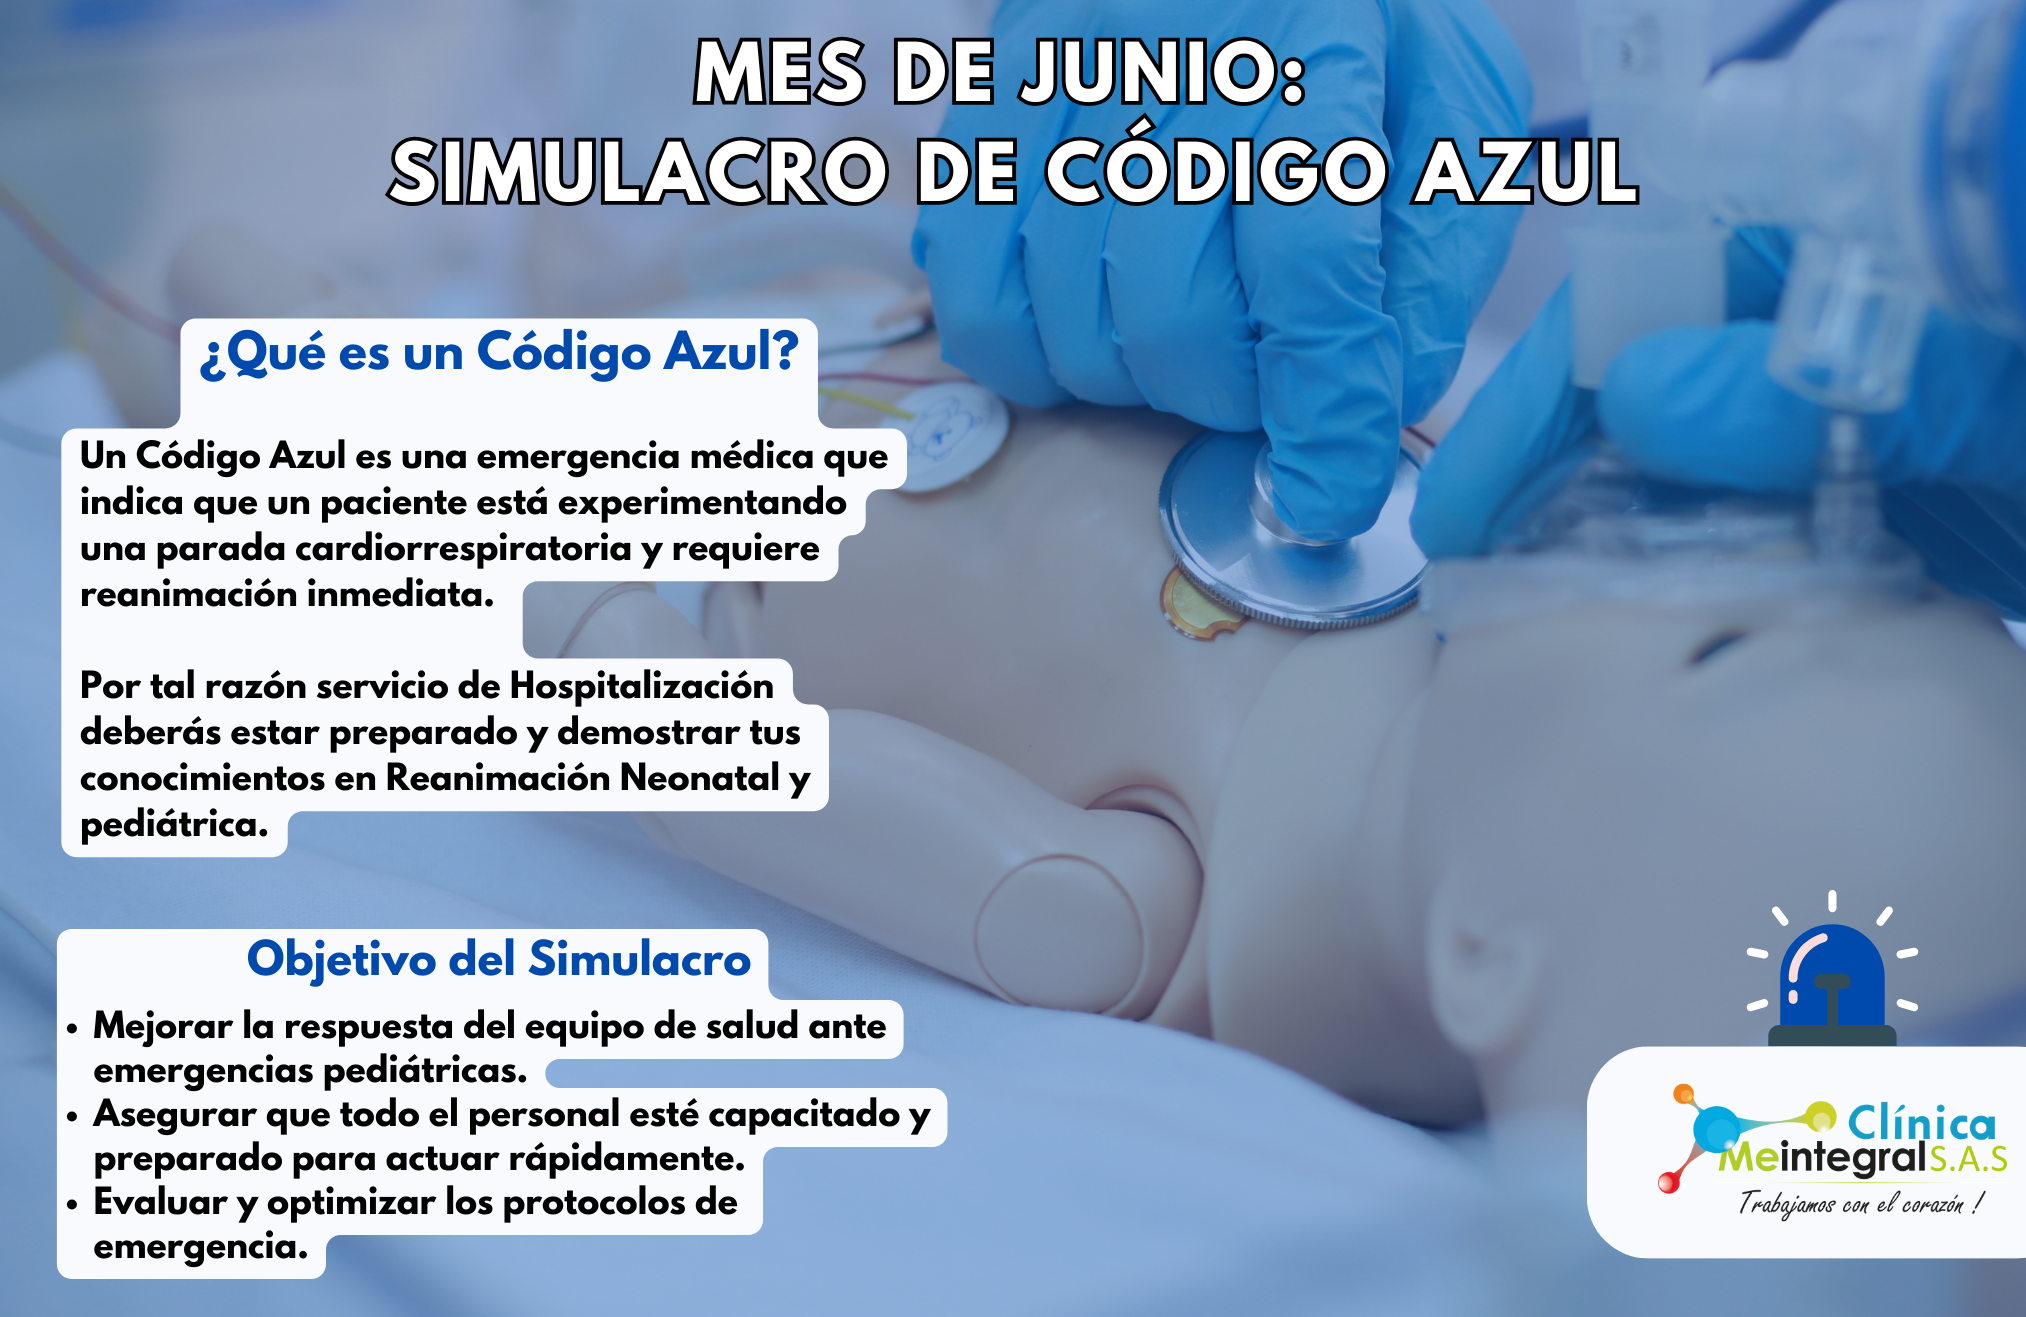 MES DE JUNIO:
SIMULACRO DE CÓDIGO AZUL
¿Qué es un Código Azul?
Un Código Azul es una emergencia médica que
indica que un paciente está experimentando
una parada cardiorrespiratoria y requiere
reanimación inmediata.
Por tal razón servicio de Hospitalización
deberás estar preparado y demostrar tus
conocimientos en Reanimación Neonatal y
pediátrica.
Objetivo del Simulacro
• Mejorar la respuesta del equipo de salud ante
emergencias pediátricas.
• Asegurar que todo el personal esté capacitado y
preparado para actuar rápidamente.
• Evaluar y optimizar los protocolos de
emergencia.
Clínica
Meintegral S.A.S
Trabajamos con el corazón !